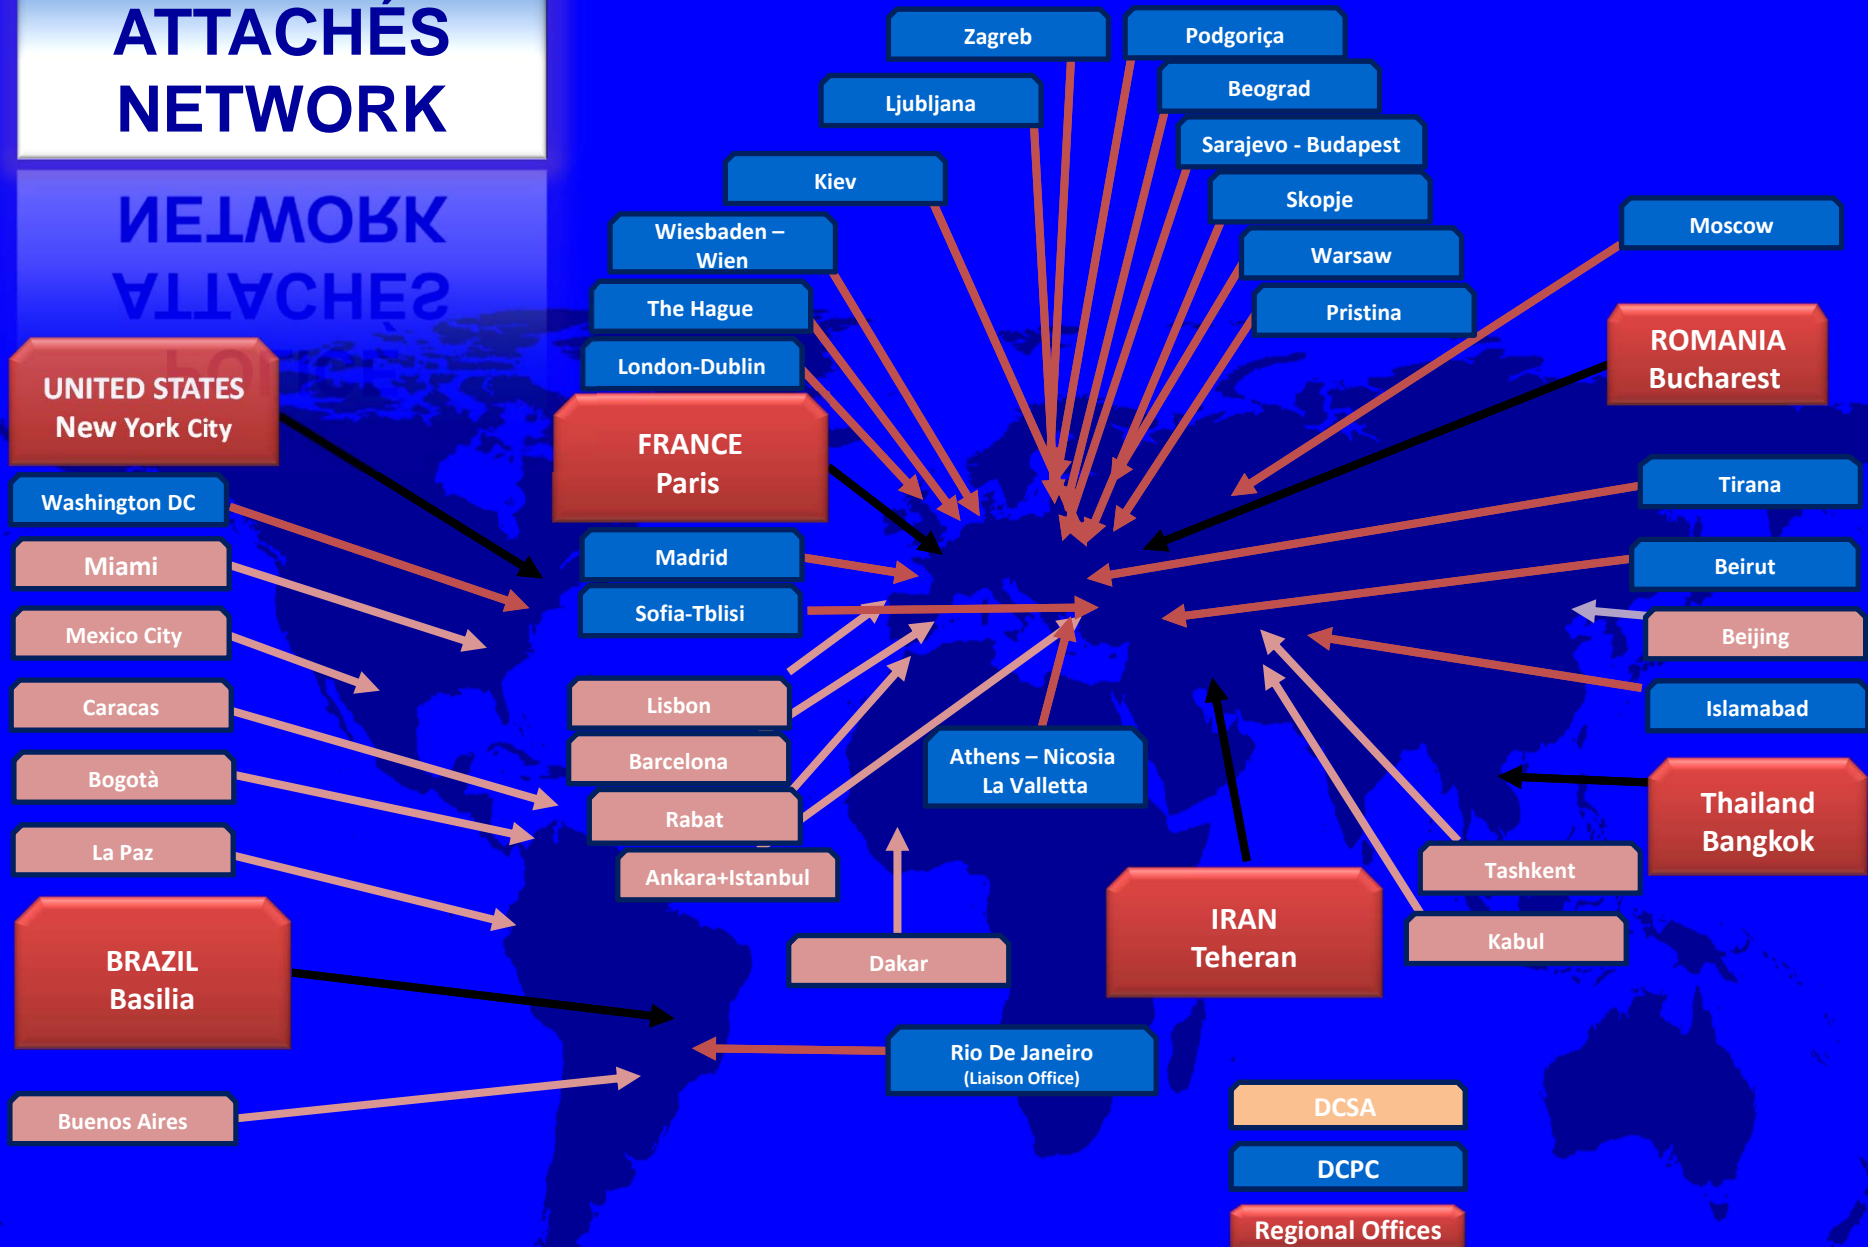 ATTACHÉS
NETWORK
Zagreb
Podgoriça
Ljubljana
Beograd
Sarajevo - Budapest
Kiev
Skopje
Wiesbaden –
Wien
Warsaw
Moscow
The Hague
Pristina
London-Dublin
ROMANIA
Bucharest
UNITED STATES
New York City
FRANCE
Paris
Washington DC
Tirana
Miami
Madrid
Beirut
Mexico City
Sofia-Tblisi
Beijing
Caracas
Lisbon
Islamabad
Bogotà
Barcelona
Athens – Nicosia
La Valletta
Rabat
Thailand
Bangkok
La Paz
Ankara+Istanbul
Tashkent
BRAZIL
Basilia
Dakar
IRAN
Teheran
Kabul
Rio De Janeiro
(Liaison Office)
Buenos Aires
DCSA
DCPC
Regional Offices